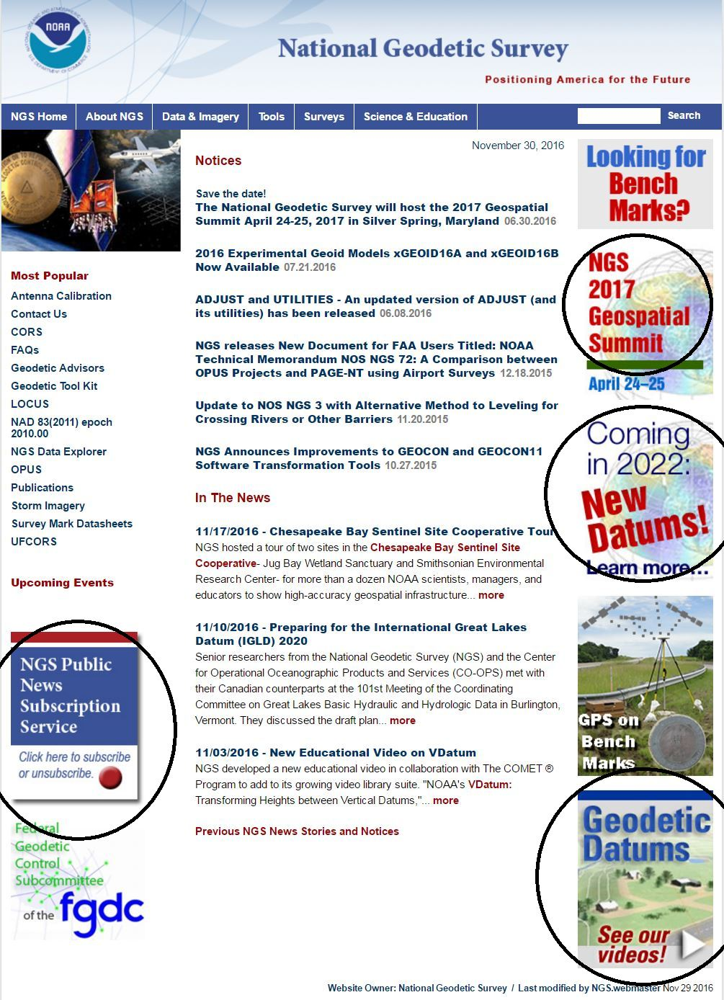 NOAA
National Geodetic Survey
Positioning America for the Future
NGS Home
About NGS
Data & Imagery
Tools
Surveys
Science & Education
Search
Most Popular
Antenna Calibration
Contact Us
CORS
FAQs
Geodetic Advisors
Geodetic Tool Kit
LOCUS
NAD 83(2011) epoch
2010.00
NGS Data Explorer
OPUS
Publications
Storm Imagery
Survey Mark Datasheets
UFCORS
Upcoming Events
NGS Public
News
Subscription
Service
Click here to subscribe
or unsubscribe.
Federal
Geodetic
Control
Subcommittee
of the fgdc
November 30, 2016
Notices
Save the date!
The National Geodetic Survey will host the 2017 Geospatial
Summit April 24-25, 2017 in Silver Spring, Maryland 06.30.2016
2016 Experimental Geoid Models xGEOID16A and xGEOID16B
Now Available 07.21.2016
ADJUST and UTILITIES - An updated version of ADJUST (and
its utilities) has been released 06.08.2016
NGS releases New Document for FAA Users Titled: NOAA
Technical Memorandum NOS NGS 72: A Comparison between
OPUS Projects and PAGE-NT using Airport Surveys 12.18.2015
Update to NOS NGS 3 with Alternative Method to Leveling for
Crossing Rivers or Other Barriers 11.20.2015
NGS Announces Improvements to GEOCON and GEOCON11
Software Transformation Tools 10.27.2015
In The News
11/17/2016 - Chesapeake Bay Sentinel Site Cooperative Tour
NGS hosted a tour of two sites in the Chesapeake Bay Sentinel Site
Cooperative- Jug Bay Wetland Sanctuary and Smithsonian Environmental
Research Center- for more than a dozen NOAA scientists, managers, and
educators to show high-accuracy geospatial infrastructure... more
11/10/2016 - Preparing for the International Great Lakes
Datum (IGLD) 2020
Senior researchers from the National Geodetic Survey (NGS) and the Center
for Operational Oceanographic Products and Services (CO-OPS) met with
their Canadian counterparts at the 101st Meeting of the Coordinating
Committee on Great Lakes Basic Hydraulic and Hydrologic Data in Burlington,
Vermont. They discussed the draft plan... more
11/03/2016 - New Educational Video on VDatum
NGS developed a new educational video in collaboration with The COMET ®
Program to add to its growing video library suite. "NOAA's VDatum:
Transforming Heights between Vertical Datums,"... more
Previous NGS News Stories and Notices
Looking for
Bench
Marks?
NGS
2017
Geospatial
Summit
April 24–25
Coming
in 2022:
New
Datums!
Learn more...
GPS on
Bench
Marks
Geodetic
Datums
See our
videos!
Website Owner: National Geodetic Survey / Last modified by NGS.webmaster Nov 29 2016